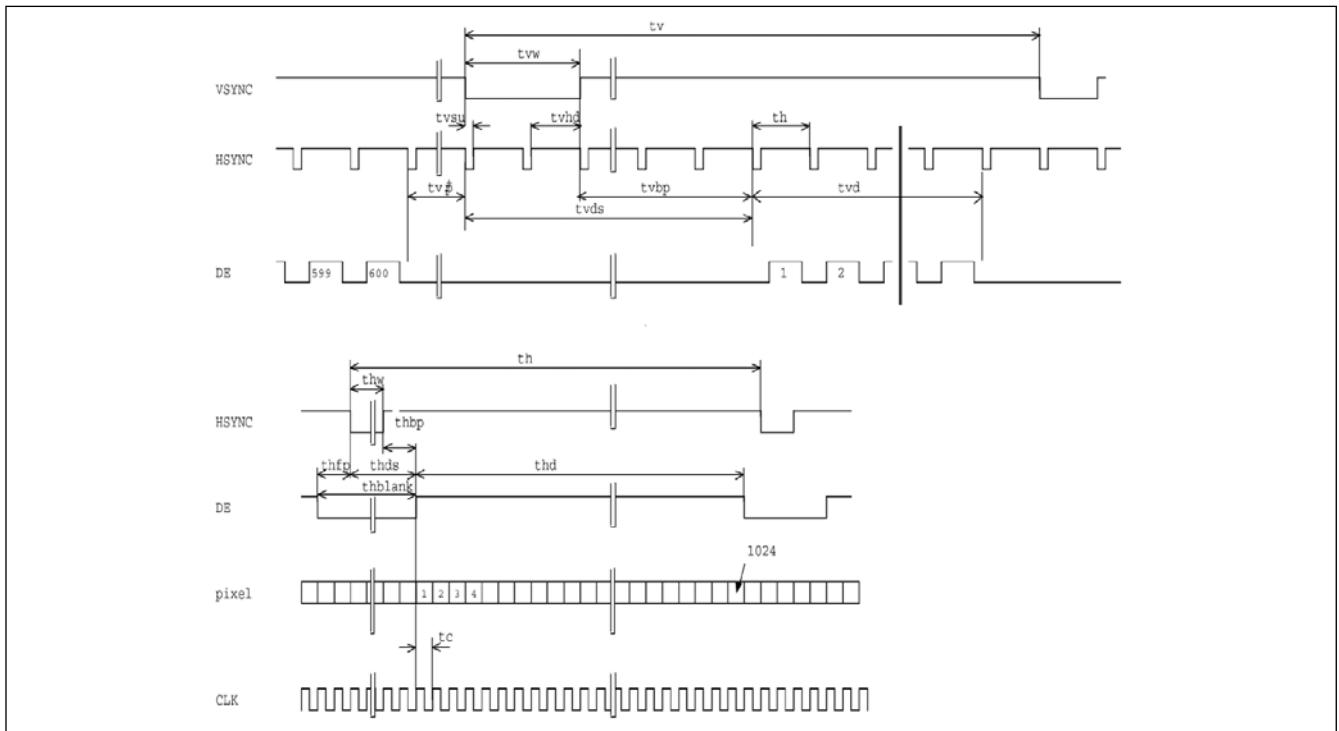 tv
tvw
VSYNC
tvsu
tvhd
th
HSYNC
tvfp
tvbp
tvd
tvds
DE
599
600
1
2
th
thw
HSYNC
thbp
thfp
thds
thd
thblank
DE
1024
pixel
1 2 3 4
tc
CLK